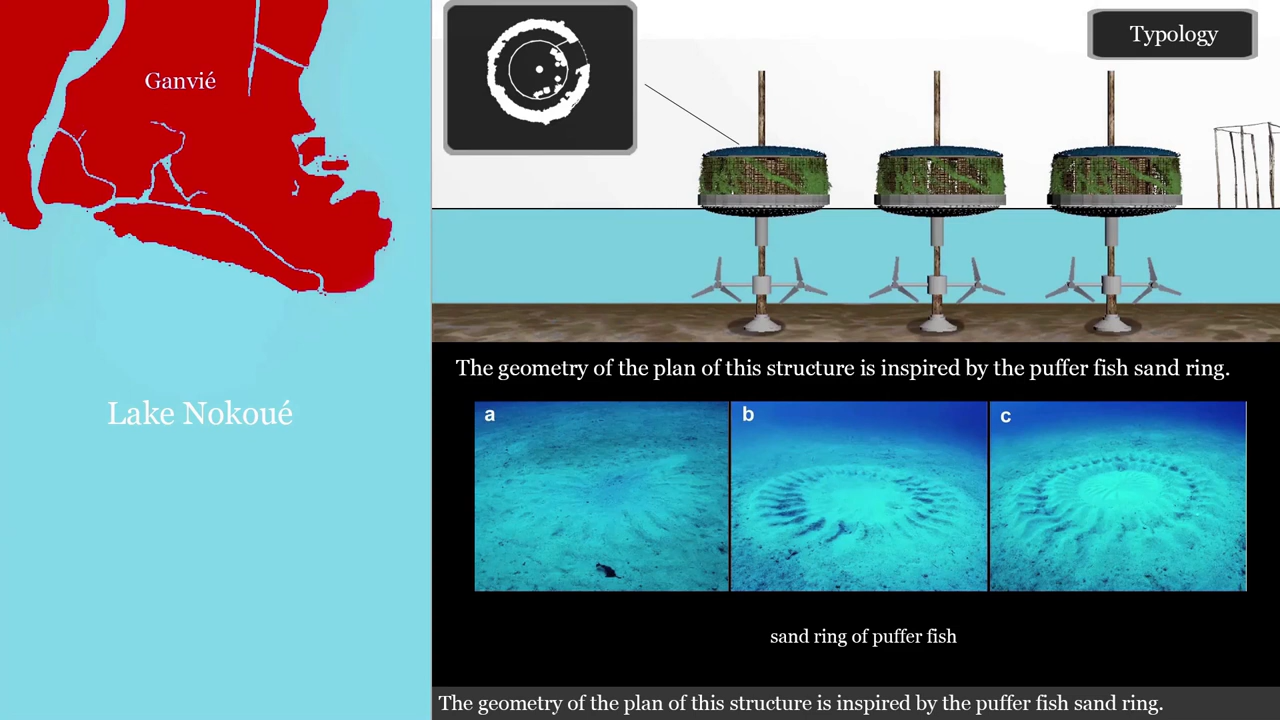 Ganvié
Lake Nokoué
Typology
The geometry of the plan of this structure is inspired by the puffer fish sand ring.
a
b
c
sand ring of puffer fish
The geometry of the plan of this structure is inspired by the puffer fish sand ring.